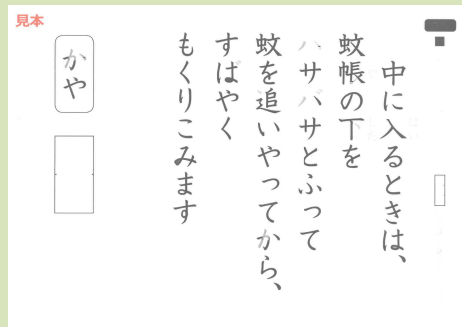 見本
中に入るときは、
蚊帳の下を
バサバサとふって
蚊を追いやってから、
すばやく
もぐりこみます
かや